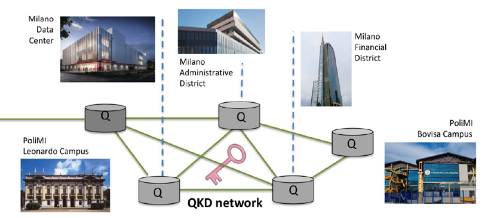 Milano
Data
Center
Milano
Administrative
District
Milano
Financial
District
Q
Q
Q
Q
Q
PoliMI
Leonardo Campus
PoliMI
Bovisa Campus
QKD network